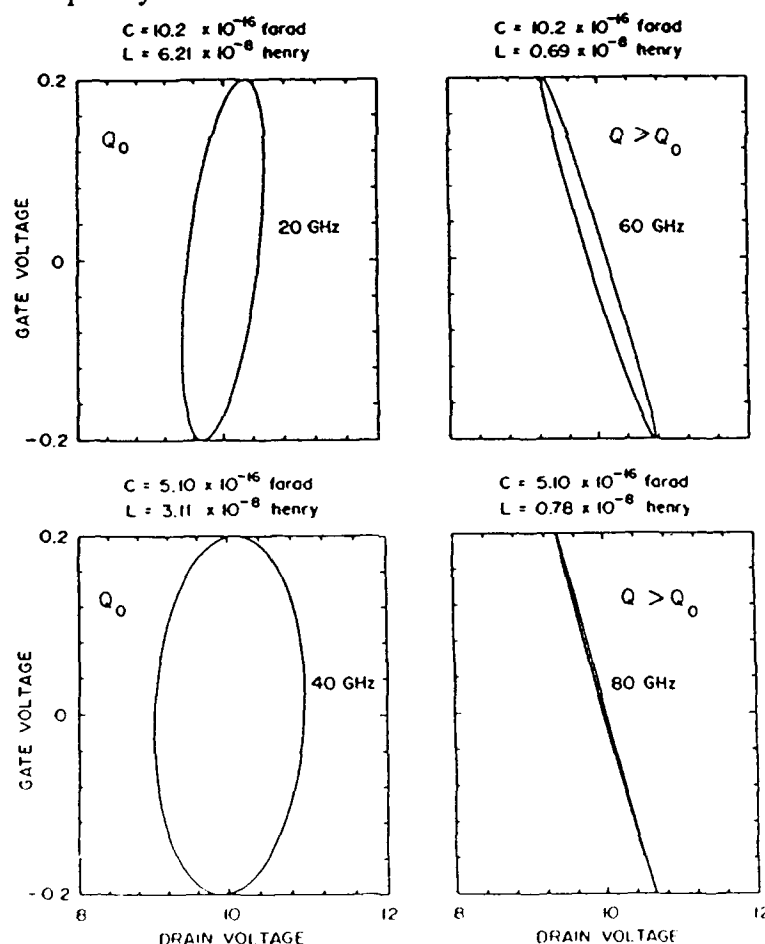 C = 10.2 x 10⁻¹⁶ farad
L = 6.21 x 10⁻⁸ henry
C = 10.2 x 10⁻¹⁶ farad
L = 0.69 x 10⁻⁸ henry
0.2
0
-0.2
GATE VOLTAGE
Q₀
20 GHz
Q > Q₀
60 GHz
C = 5.10 x 10⁻¹⁶ farad
L = 3.11 x 10⁻⁸ henry
C = 5.10 x 10⁻¹⁶ farad
L = 0.78 x 10⁻⁸ henry
0.2
0
-0.2
GATE VOLTAGE
Q₀
40 GHz
Q > Q₀
80 GHz
8 10 12
DRAIN VOLTAGE
8 10 12
DRAIN VOLTAGE